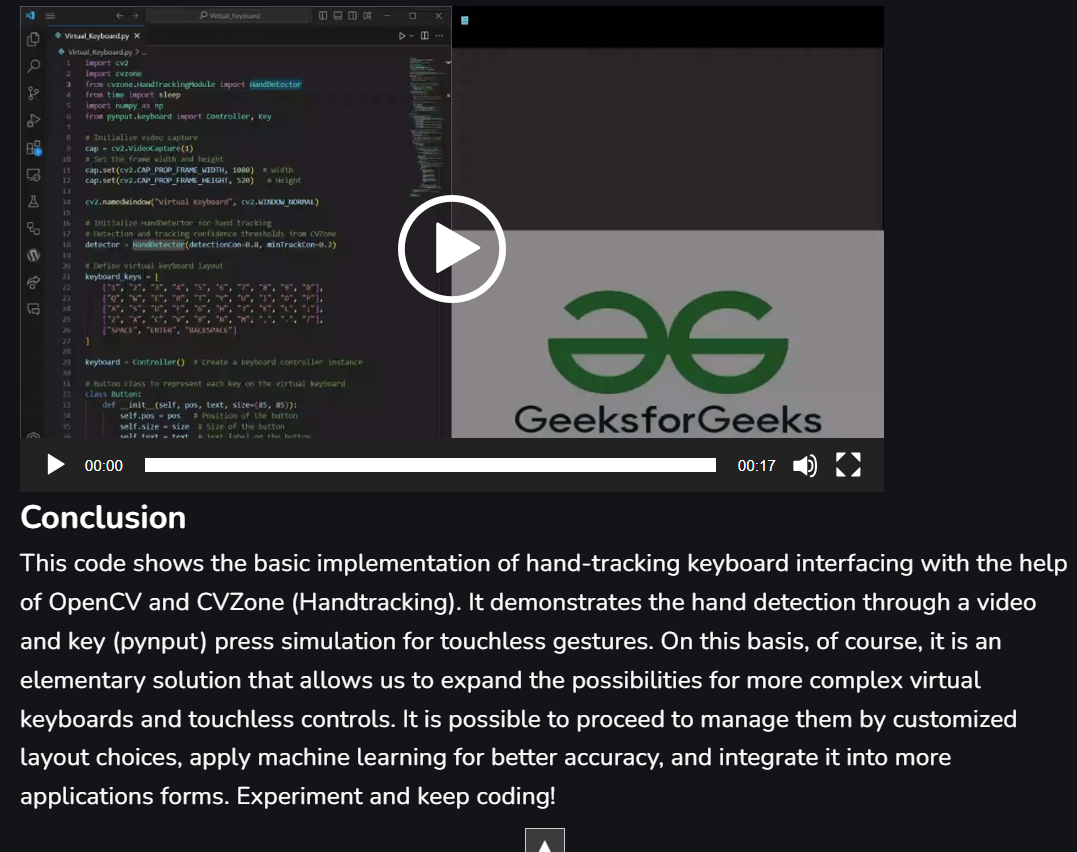 Virtual_Keyboard
Virtual_Keyboard.py
Virtual_Keyboard.py > ...
1 import cv2
2 import cvzone
3 from cvzone.HandTrackingModule import HandDetector
4 from time import sleep
5 import numpy as np
6 from pynput.keyboard import Controller, Key
7
8 # Initialize video capture
9 cap = cv2.VideoCapture(1)
10 # Set the frame width and height
11 cap.set(cv2.CAP_PROP_FRAME_WIDTH, 1080) # Width
12 cap.set(cv2.CAP_PROP_FRAME_HEIGHT, 520) # Height
13
14 cv2.namedWindow("Virtual Keyboard", cv2.WINDOW_NORMAL)
15
16 # Initialize HandDetector for hand tracking
17 # Detection and tracking confidence thresholds from CVZone
18 detector = HandDetector(detectionCon=0.8, minTrackCon=0.2)
19
20 # Define virtual keyboard layout
21 keyboard_keys = [
22 ["1", "2", "3", "4", "5", "6", "7", "8", "9", "0"],
23 ["Q", "W", "E", "R", "T", "Y", "U", "I", "O", "P"],
24 ["A", "S", "D", "F", "G", "H", "J", "K", "L", ";"],
25 ["Z", "X", "C", "V", "B", "N", "M", ",", ".", "/"],
26 ["SPACE", "ENTER", "BACKSPACE"]
27 ]
28
29 keyboard = Controller() # Create a keyboard controller instance
30
31 # Button class to represent each key on the virtual keyboard
32 class Button:
33 def __init__(self, pos, text, size=(85, 85)):
34 self.pos = pos # Position of the button
35 self.size = size # Size of the button
36 self.text = text # Text label on the button
GeeksforGeeks
00:00
00:17
Conclusion
This code shows the basic implementation of hand-tracking keyboard interfacing with the help
of OpenCV and CVZone (Handtracking). It demonstrates the hand detection through a video
and key (pynput) press simulation for touchless gestures. On this basis, of course, it is an
elementary solution that allows us to expand the possibilities for more complex virtual
keyboards and touchless controls. It is possible to proceed to manage them by customized
layout choices, apply machine learning for better accuracy, and integrate it into more
applications forms. Experiment and keep coding!